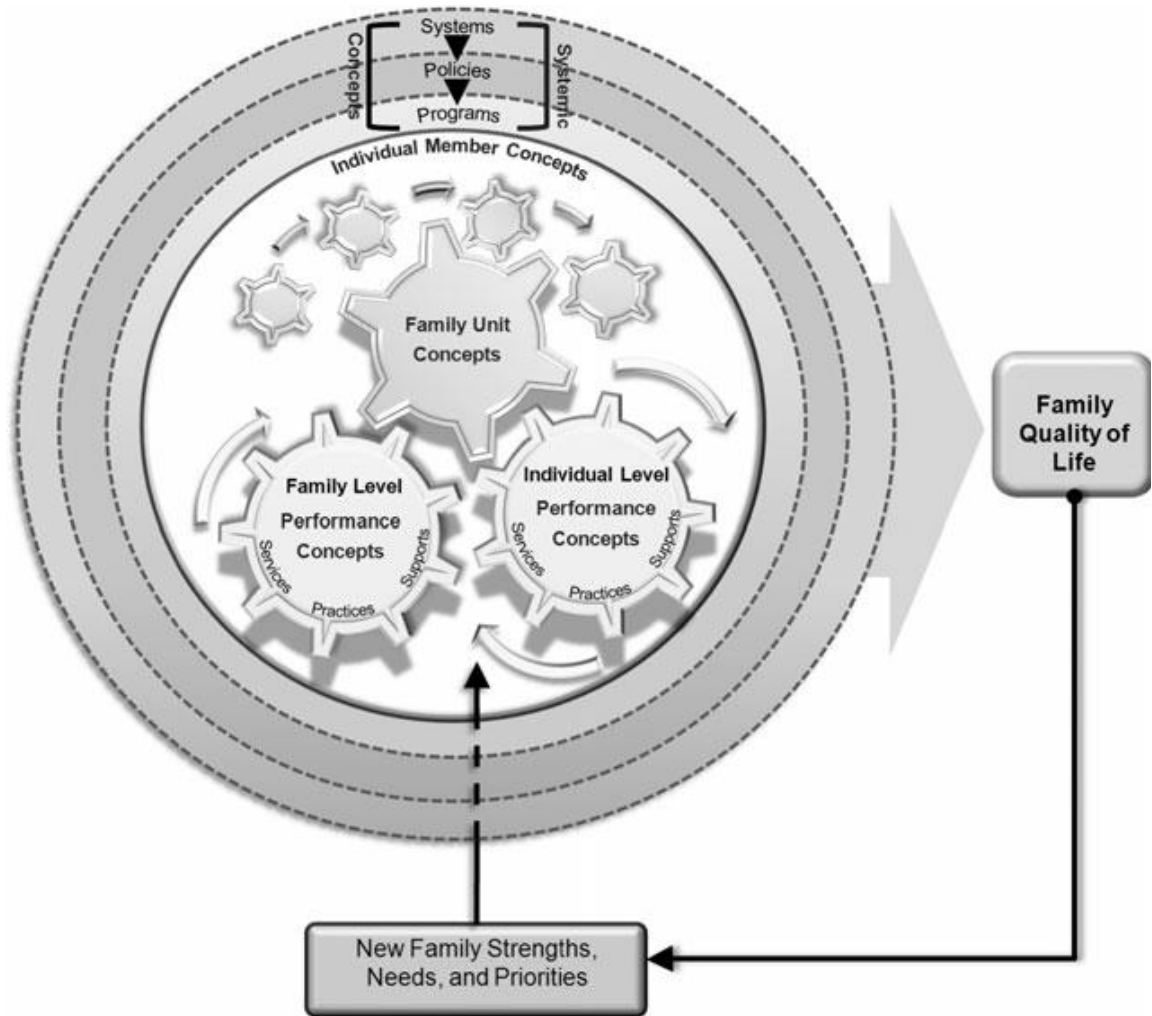 Systems
Policies
Programs
Concepts
Systemic
Individual Member Concepts
Family Unit
Concepts
Family Level
Performance
Concepts
Services
Practices
Supports
Individual Level
Performance
Concepts
Services
Practices
Supports
Family
Quality of
Life
New Family Strengths,
Needs, and Priorities